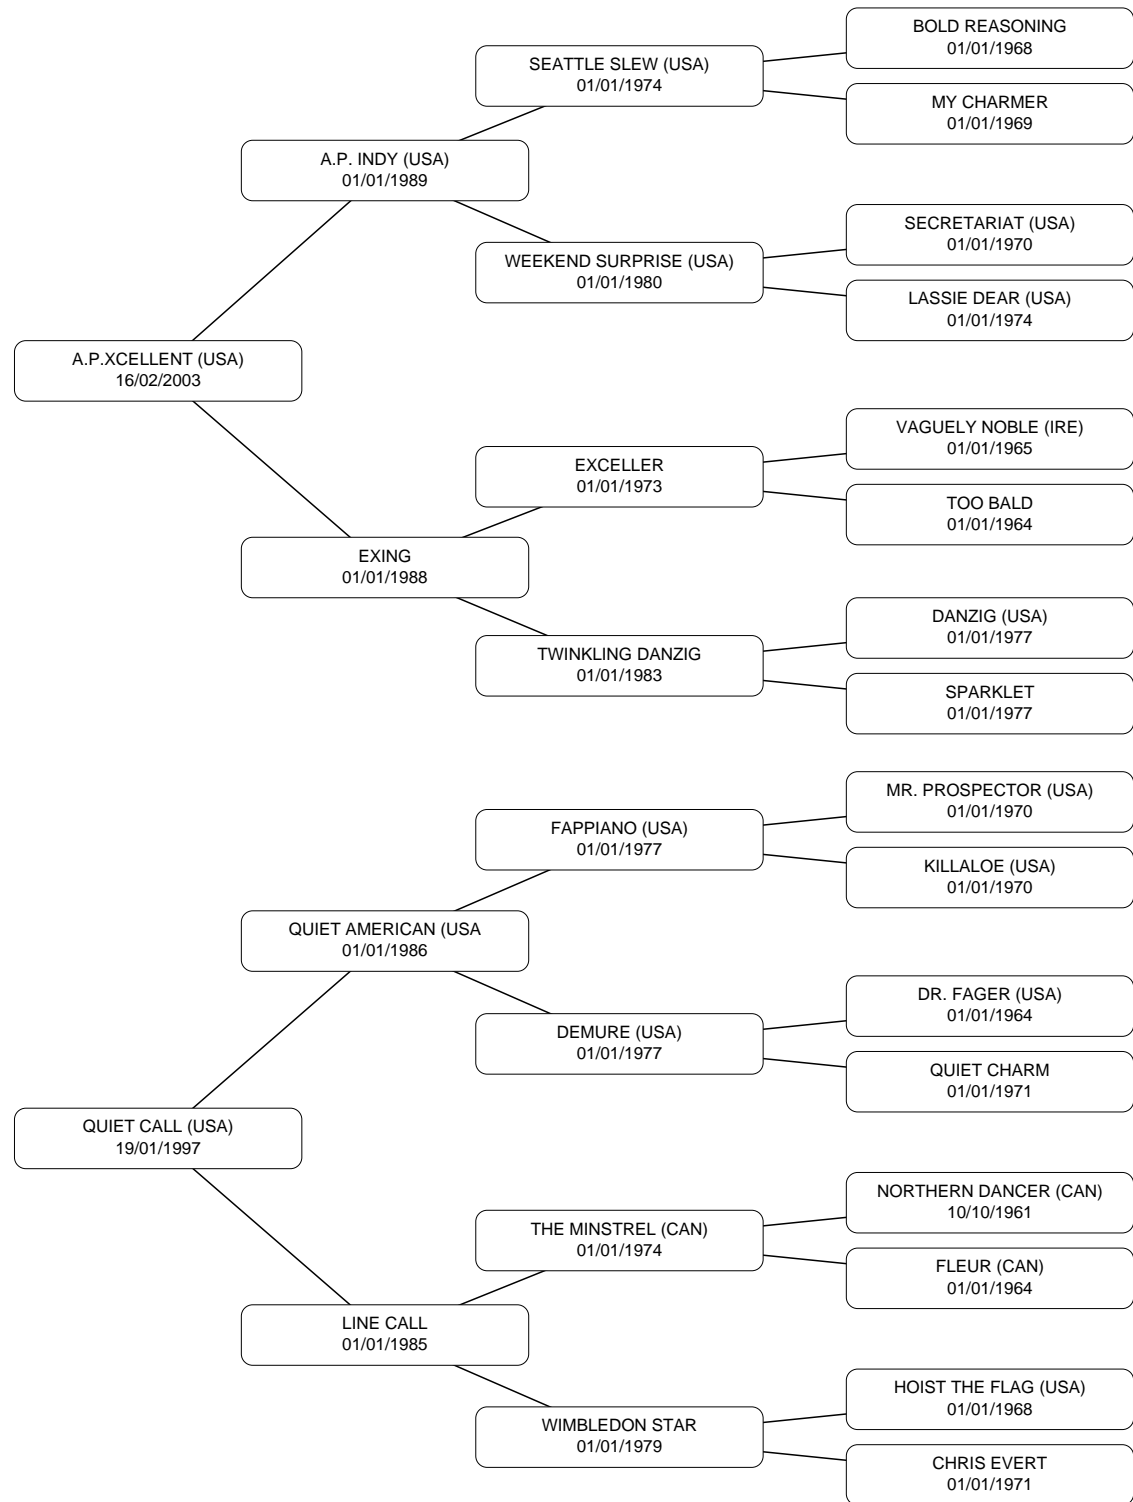 BOLD REASONING
01/01/1968
SEATTLE SLEW (USA)
01/01/1974
MY CHARMER
01/01/1969
A.P. INDY (USA)
01/01/1989
SECRETARIAT (USA)
01/01/1970
WEEKEND SURPRISE (USA)
01/01/1980
LASSIE DEAR (USA)
01/01/1974
A.P.XCELLENT (USA)
16/02/2003
VAGUELY NOBLE (IRE)
01/01/1965
EXCELLER
01/01/1973
TOO BALD
01/01/1964
EXING
01/01/1988
DANZIG (USA)
01/01/1977
TWINKLING DANZIG
01/01/1983
SPARKLET
01/01/1977
MR. PROSPECTOR (USA)
01/01/1970
FAPPIANO (USA)
01/01/1977
KILLALOE (USA)
01/01/1970
QUIET AMERICAN (USA
01/01/1986
DR. FAGER (USA)
01/01/1964
DEMURE (USA)
01/01/1977
QUIET CHARM
01/01/1971
QUIET CALL (USA)
19/01/1997
NORTHERN DANCER (CAN)
10/10/1961
THE MINSTREL (CAN)
01/01/1974
FLEUR (CAN)
01/01/1964
LINE CALL
01/01/1985
HOIST THE FLAG (USA)
01/01/1968
WIMBLEDON STAR
01/01/1979
CHRIS EVERT
01/01/1971